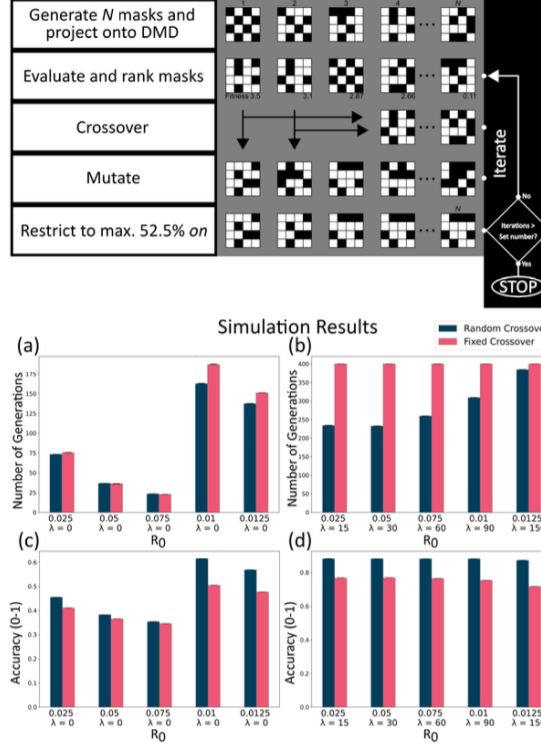 Generate N masks and
project onto DMD
1 2 3 4 N
Evaluate and rank masks
Fitness 3.5 3.1 2.87 2.66 0.11
Crossover
Mutate
Restrict to max. 52.5% on
N
Iterate
No
Iterations >
Set number?
Yes
STOP
Simulation Results
Random Crossove
Fixed Crossover
(a)
Number of Generations
175
150
125
100
75
50
25
0
0.025 0.05 0.075 0.01 0.0125
λ = 0 λ = 0 λ = 0 λ = 0 λ = 0
R0
(b)
Number of Generations
400
350
300
250
200
150
100
50
0
0.025 0.05 0.075 0.01 0.0125
λ = 15 λ = 30 λ = 60 λ = 90 λ = 150
R0
(c)
Accuracy (0-1)
0.6
0.5
0.4
0.3
0.2
0.1
0.0
0.025 0.05 0.075 0.01 0.0125
λ = 0 λ = 0 λ = 0 λ = 0 λ = 0
R0
(d)
Accuracy (0-1)
0.8
0.6
0.4
0.2
0.0
0.025 0.05 0.075 0.01 0.0125
λ = 15 λ = 30 λ = 60 λ = 90 λ = 150
R0